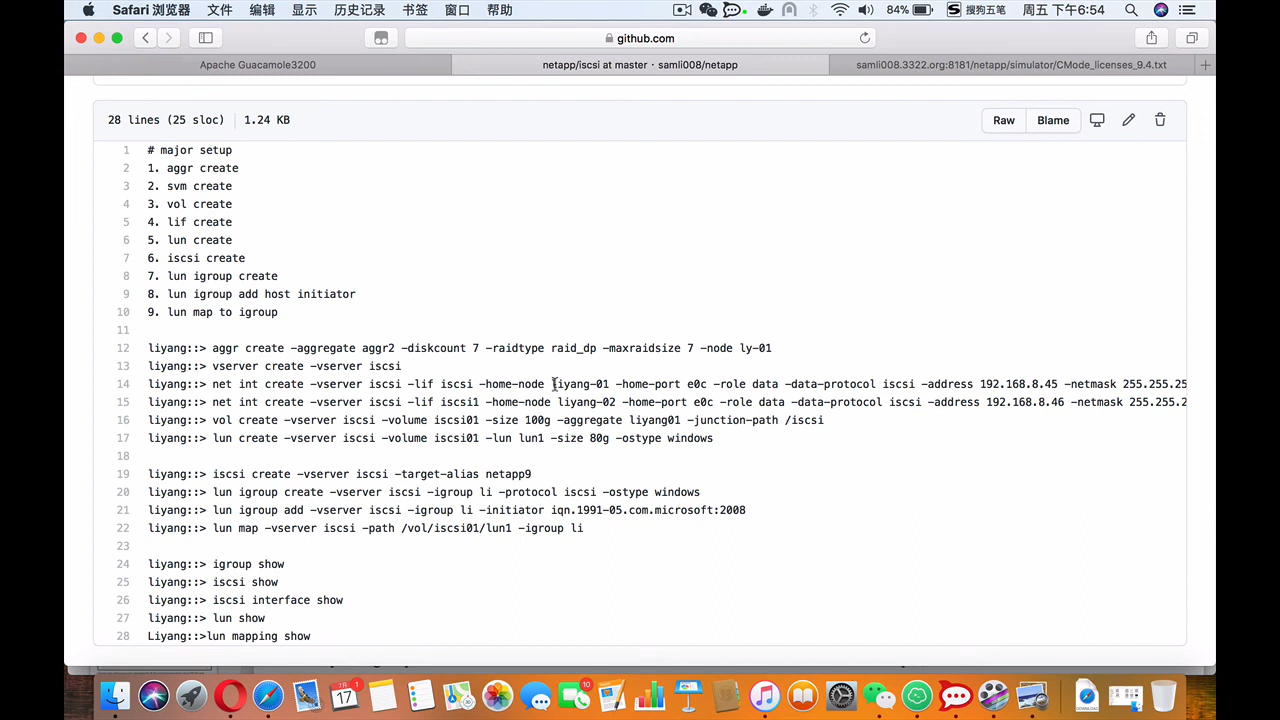 Safari 浏览器 文件 编辑 显示 历史记录 书签 窗口 帮助 84% S 搜狗五笔 周五 下午6:54
github.com
Apache Guacamole3200 netapp/iscsi at master · samli008/netapp samli008.3322.org:8181/netapp/simulator/CMode_licenses_9.4.txt
28 lines (25 sloc) 1.24 KB Raw Blame
1 # major setup
2 1. aggr create
3 2. svm create
4 3. vol create
5 4. lif create
6 5. lun create
7 6. iscsi create
8 7. lun igroup create
9 8. lun igroup add host initiator
10 9. lun map to igroup
11
12 liyang::> aggr create -aggregate aggr2 -diskcount 7 -raidtype raid_dp -maxraidsize 7 -node ly-01
13 liyang::> vserver create -vserver iscsi
14 liyang::> net int create -vserver iscsi -lif iscsi -home-node liyang-01 -home-port e0c -role data -data-protocol iscsi -address 192.168.8.45 -netmask 255.255.25
15 liyang::> net int create -vserver iscsi -lif iscsi1 -home-node liyang-02 -home-port e0c -role data -data-protocol iscsi -address 192.168.8.46 -netmask 255.255.2
16 liyang::> vol create -vserver iscsi -volume iscsi01 -size 100g -aggregate liyang01 -junction-path /iscsi
17 liyang::> lun create -vserver iscsi -volume iscsi01 -lun lun1 -size 80g -ostype windows
18
19 liyang::> iscsi create -vserver iscsi -target-alias netapp9
20 liyang::> lun igroup create -vserver iscsi -igroup li -protocol iscsi -ostype windows
21 liyang::> lun igroup add -vserver iscsi -igroup li -initiator iqn.1991-05.com.microsoft:2008
22 liyang::> lun map -vserver iscsi -path /vol/iscsi01/lun1 -igroup li
23
24 liyang::> igroup show
25 liyang::> iscsi show
26 liyang::> iscsi interface show
27 liyang::> lun show
28 Liyang::>lun mapping show
7月 1 10
17